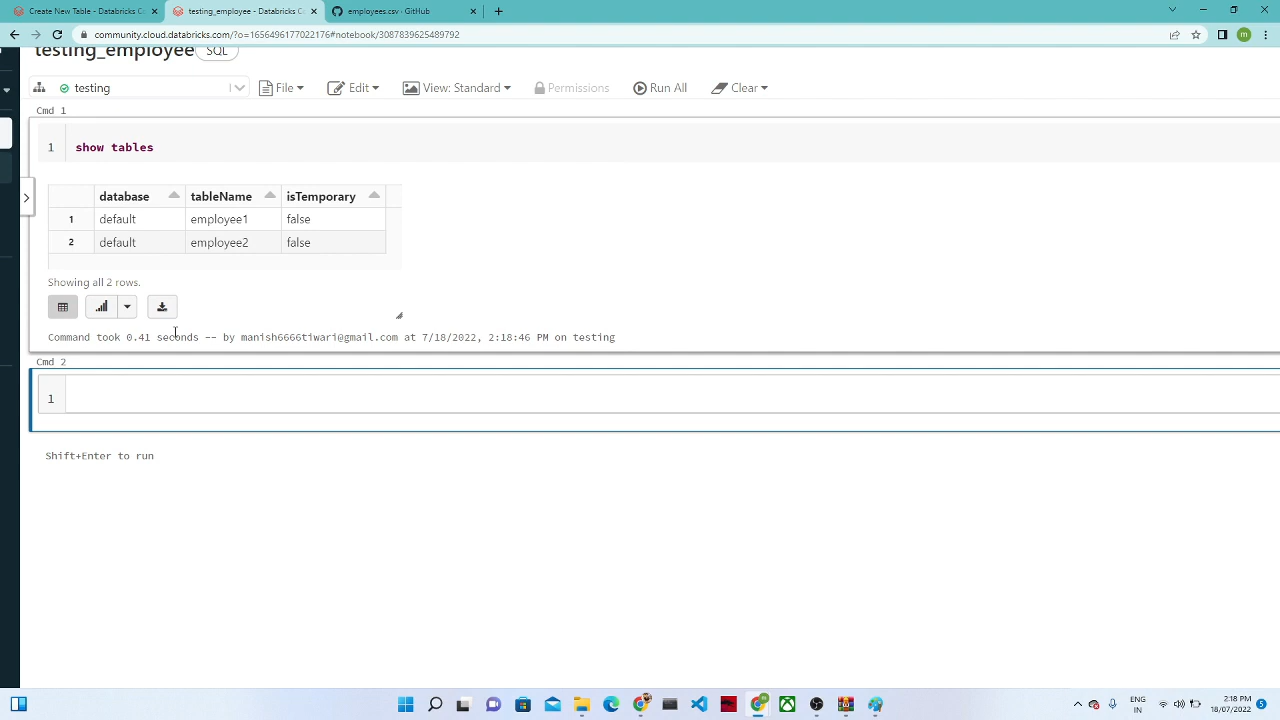 Create New Table - Databricks C
testing_employee - Databricks C
employees.csv · GitHub
community.cloud.databricks.com/?o=1656496177022176#notebook/3087839625489792
m
testing_employee
SQL
testing
File
Edit
View: Standard
Permissions
Run All
Clear
Cmd 1
1
show tables
database tableName isTemporary
1 default employee1 false
2 default employee2 false
Showing all 2 rows.
Command took 0.41 seconds -- by manish6666tiwari@gmail.com at 7/18/2022, 2:18:46 PM on testing
Cmd 2
1
Shift+Enter to run
ENG
IN
2:18 PM
18/07/2022